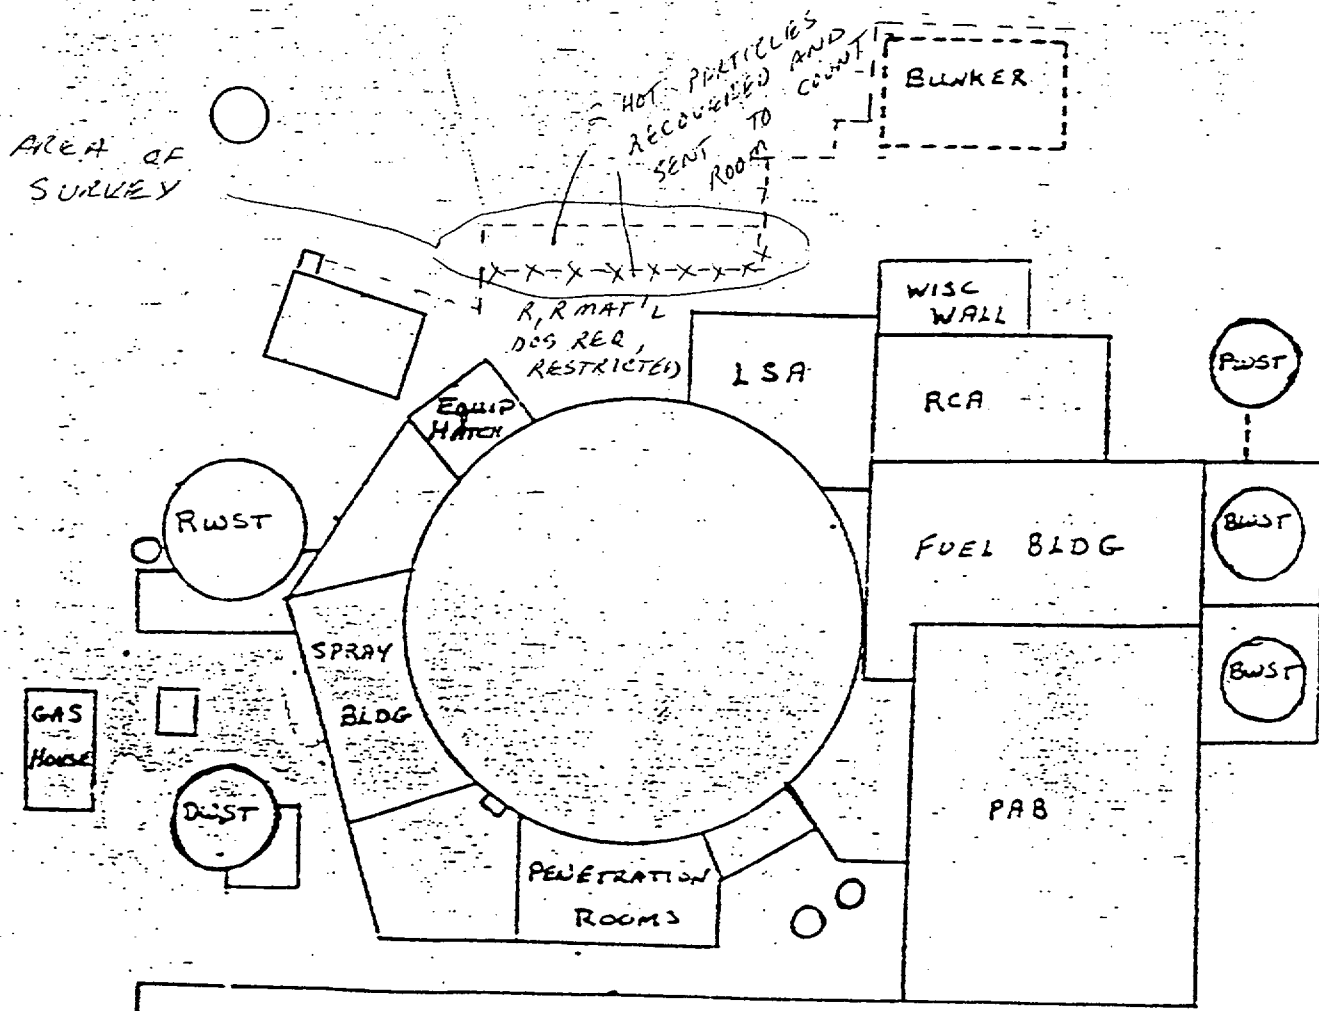 HOT PERTICLES
RECOVERED AND
SENT TO COUNT
ROOM
BUNKER
AREA OF
SURVEY
R, R MAT'L
DOS REQ,
RESTRICTED
WISC
WALL
LSA
RCA
PWST
EQUIP
HATCH
RWST
FUEL BLDG
BWST
SPRAY
BLDG
BWST
GAS
HOUSE
DWST
PAB
PENETRATION
ROOMS